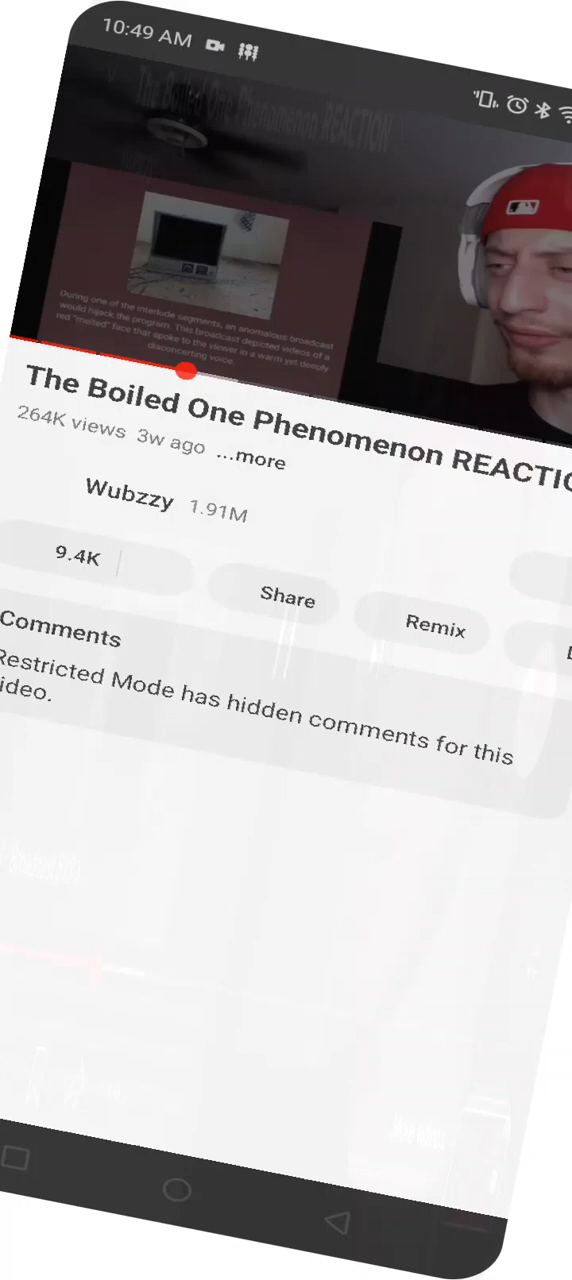 10:49 AM
The Boiled One Phenomenon REACTION
During one of the interlude segments, an anomalous broadcast
would hijack the program. This broadcast depicted videos of a
red "melted" face that spoke to the viewer in a warm yet deeply
disconcerting voice.
The Boiled One Phenomenon REACTIO
264K views 3w ago ...more
Wubzzy 1.91M
9.4K
Share
Remix
Comments
Restricted Mode has hidden comments for this
ideo.